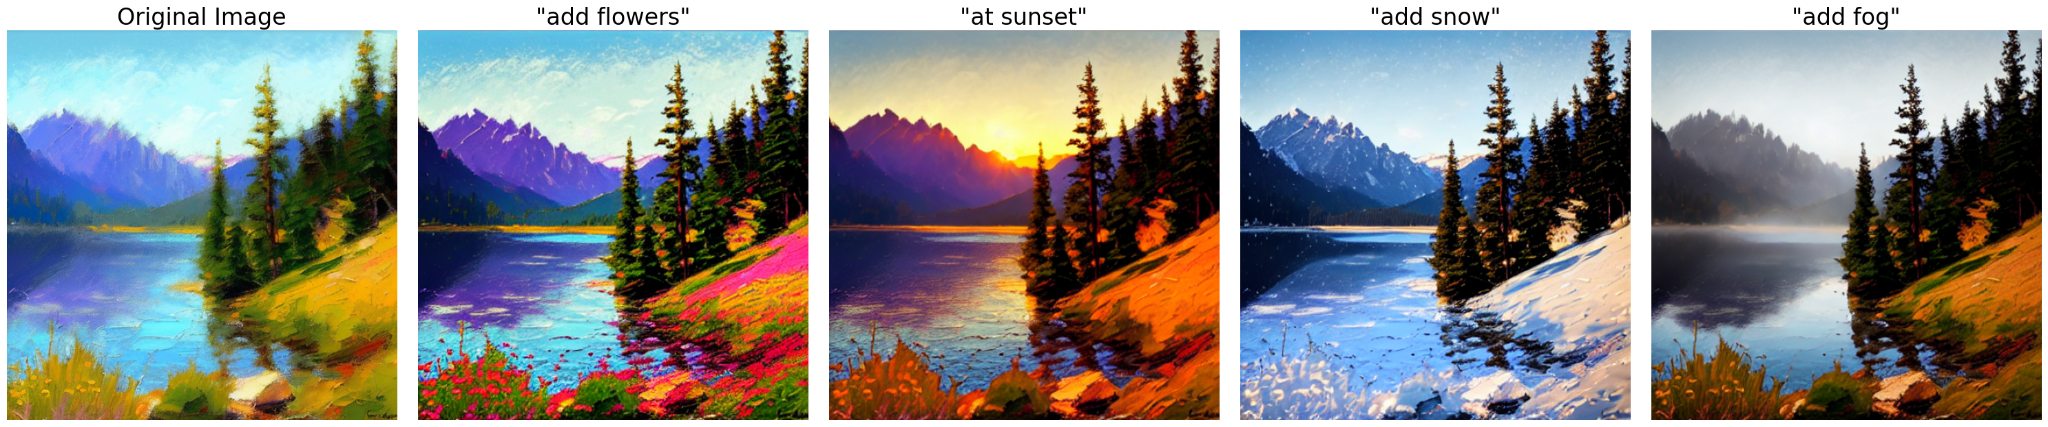 Original Image
"add flowers"
"at sunset"
"add snow"
"add fog"